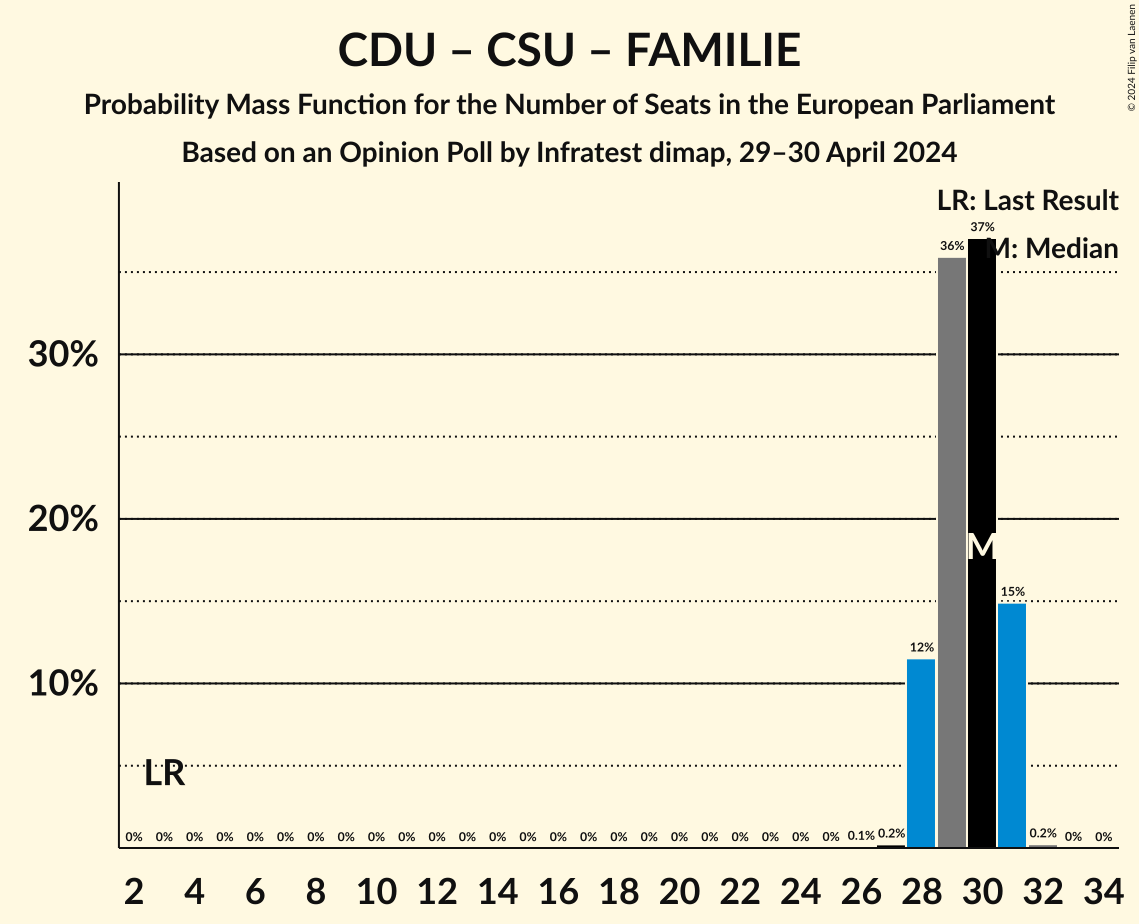 CDU – CSU – FAMILIE
Probability Mass Function for the Number of Seats in the European Parliament
Based on an Opinion Poll by Infratest dimap, 29–30 April 2024
© 2024 Filip van Laenen
LR: Last Result
M: Median
30%
20%
10%
LR
M
0% 0% 0% 0% 0% 0% 0% 0% 0% 0% 0% 0% 0% 0% 0% 0% 0% 0% 0% 0% 0% 0% 0% 0% 0.1% 0.2% 12% 36% 37% 15% 0.2% 0% 0%
2 4 6 8 10 12 14 16 18 20 22 24 26 28 30 32 34